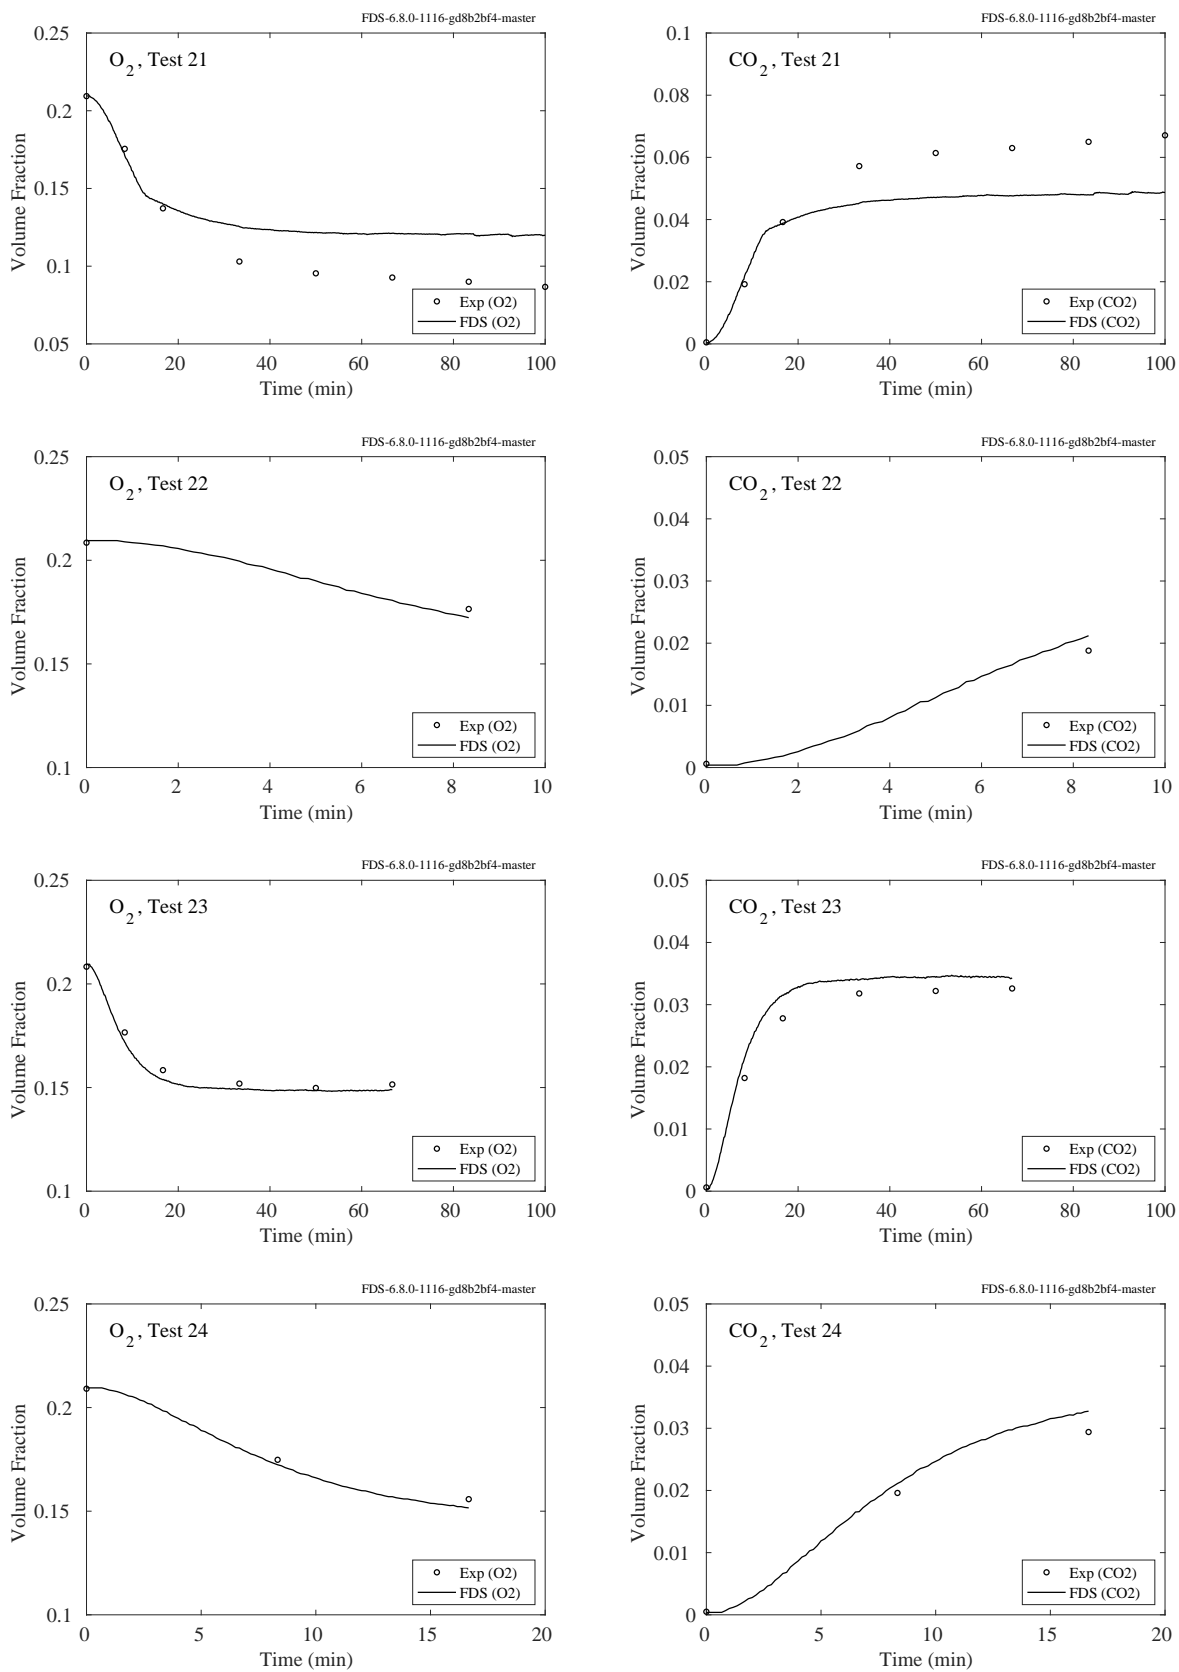 FDS-6.8.0-1116-gd8b2bf4-master
O2, Test 21
Volume Fraction
0.25
0.2
0.15
0.1
0.05
0 20 40 60 80 100
Time (min)
Exp (O2)
FDS (O2)
FDS-6.8.0-1116-gd8b2bf4-master
CO2, Test 21
Volume Fraction
0.1
0.08
0.06
0.04
0.02
0
0 20 40 60 80 100
Time (min)
Exp (CO2)
FDS (CO2)
FDS-6.8.0-1116-gd8b2bf4-master
O2, Test 22
Volume Fraction
0.25
0.2
0.15
0.1
0 2 4 6 8 10
Time (min)
Exp (O2)
FDS (O2)
FDS-6.8.0-1116-gd8b2bf4-master
CO2, Test 22
Volume Fraction
0.05
0.04
0.03
0.02
0.01
0
0 2 4 6 8 10
Time (min)
Exp (CO2)
FDS (CO2)
FDS-6.8.0-1116-gd8b2bf4-master
O2, Test 23
Volume Fraction
0.25
0.2
0.15
0.1
0 20 40 60 80 100
Time (min)
Exp (O2)
FDS (O2)
FDS-6.8.0-1116-gd8b2bf4-master
CO2, Test 23
Volume Fraction
0.05
0.04
0.03
0.02
0.01
0
0 20 40 60 80 100
Time (min)
Exp (CO2)
FDS (CO2)
FDS-6.8.0-1116-gd8b2bf4-master
O2, Test 24
Volume Fraction
0.25
0.2
0.15
0.1
0 5 10 15 20
Time (min)
Exp (O2)
FDS (O2)
FDS-6.8.0-1116-gd8b2bf4-master
CO2, Test 24
Volume Fraction
0.05
0.04
0.03
0.02
0.01
0
0 5 10 15 20
Time (min)
Exp (CO2)
FDS (CO2)